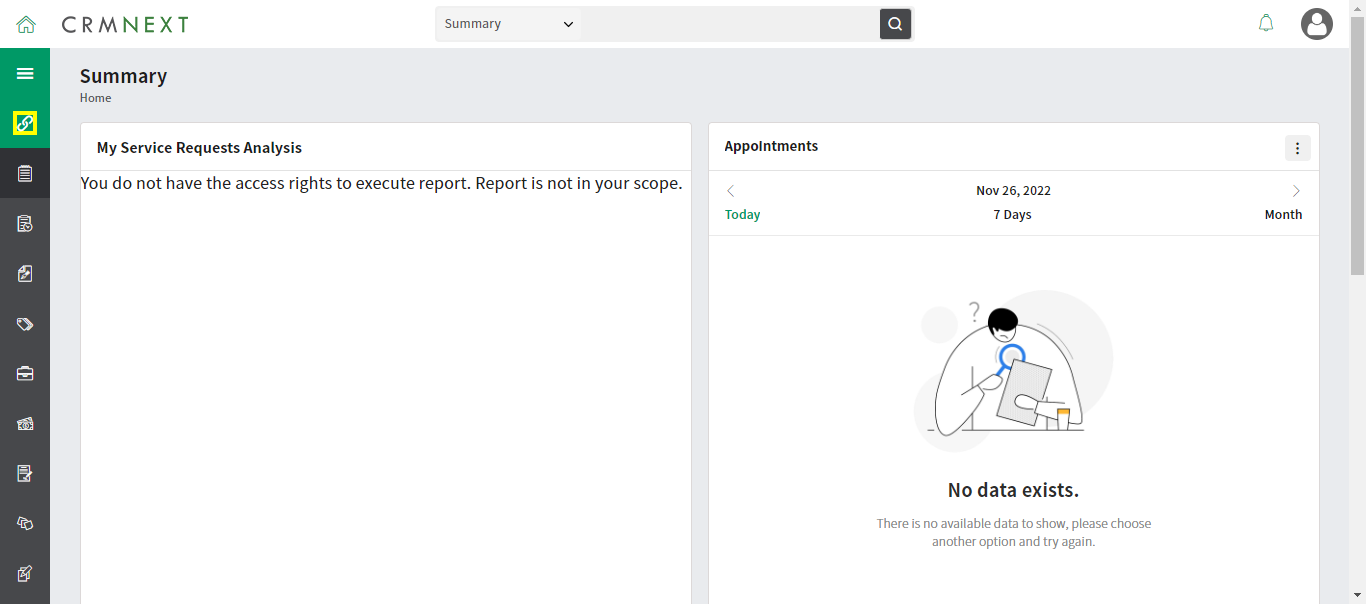 CRMNEXT
Summary
Summary
Home
My Service Requests Analysis
You do not have the access rights to execute report. Report is not in your scope.
Appointments
Nov 26, 2022
Today
7 Days
Month
?
No data exists.
There is no available data to show, please choose
another option and try again.